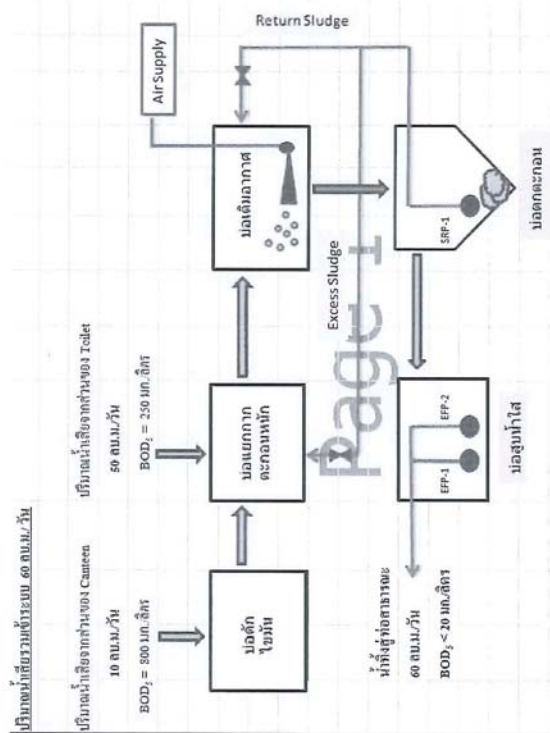 ปริมาณน้ำเสียรวมเข้าระบบ 60 ลบ.ม./วัน
ปริมาณน้ำเสียจากส่วนของ Canteen
10 ลบ.ม./วัน
BOD5 = 800 มก./ลิตร
ปริมาณน้ำเสียจากส่วนของ Toilet
50 ลบ.ม./วัน
BOD5 = 250 มก./ลิตร
บ่อดัก
ไขมัน
บ่อแยกกาก
ตะกอนหนัก
บ่อเติมอากาศ
Air Supply
Return Sludge
Excess Sludge
Page 1
น้ำทิ้งสู่ท่อสาธารณะ
60 ลบ.ม./วัน
BOD5 < 20 มก./ลิตร
EFP-1
EFP-2
บ่อสูบน้ำใส
SRP-1
บ่อตกตะกอน